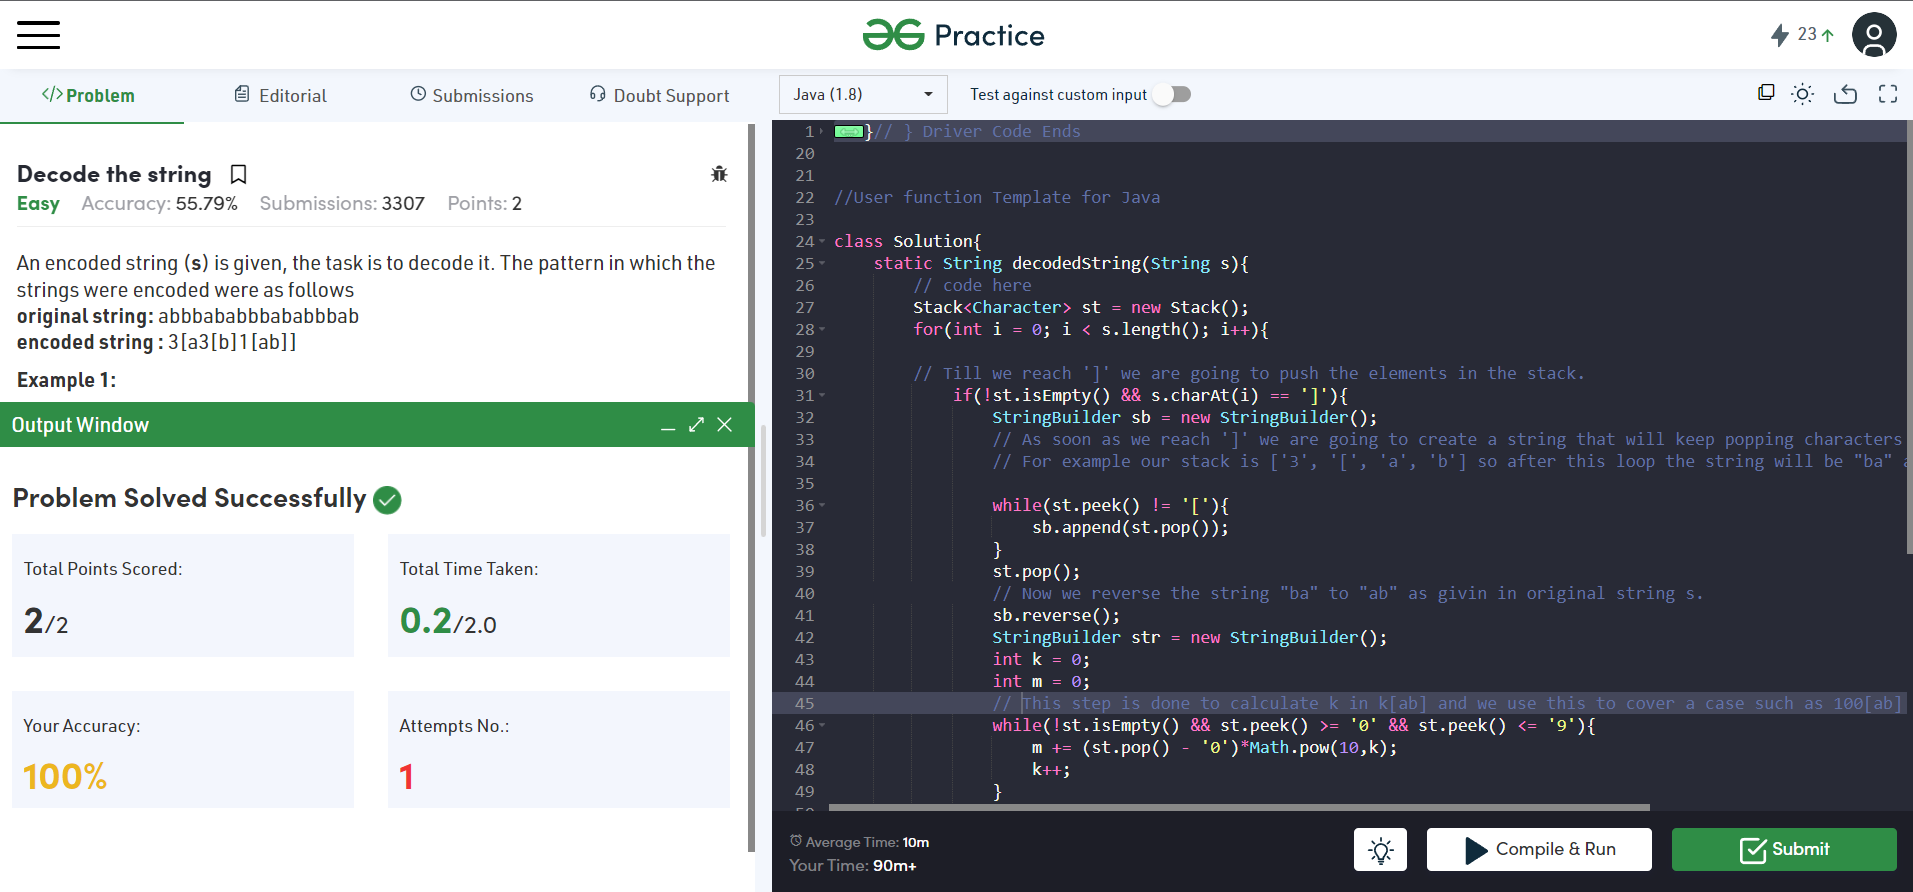 Practice
23
</>Problem
Editorial
Submissions
Doubt Support
Java (1.8)
Test against custom input
Decode the string
Easy Accuracy: 55.79% Submissions: 3307 Points: 2
An encoded string (s) is given, the task is to decode it. The pattern in which the
strings were encoded were as follows
original string: abbbababbbababbbab
encoded string : 3[a3[b]1[ab]]
Example 1:
Output Window
Problem Solved Successfully
Total Points Scored:
2/2
Total Time Taken:
0.2/2.0
Your Accuracy:
100%
Attempts No.:
1
1 }// } Driver Code Ends
20
21
22 //User function Template for Java
23
24 class Solution{
25 static String decodedString(String s){
26 // code here
27 Stack<Character> st = new Stack();
28 for(int i = 0; i < s.length(); i++){
29
30 // Till we reach ']' we are going to push the elements in the stack.
31 if(!st.isEmpty() && s.charAt(i) == ']'){
32 StringBuilder sb = new StringBuilder();
33 // As soon as we reach ']' we are going to create a string that will keep popping characters
34 // For example our stack is ['3', '[', 'a', 'b'] so after this loop the string will be "ba"
35
36 while(st.peek() != '['){
37 sb.append(st.pop());
38 }
39 st.pop();
40 // Now we reverse the string "ba" to "ab" as givin in original string s.
41 sb.reverse();
42 StringBuilder str = new StringBuilder();
43 int k = 0;
44 int m = 0;
45 // This step is done to calculate k in k[ab] and we use this to cover a case such as 100[ab]
46 while(!st.isEmpty() && st.peek() >= '0' && st.peek() <= '9'){
47 m += (st.pop() - '0')*Math.pow(10,k);
48 k++;
49 }
Average Time: 10m
Your Time: 90m+
Compile & Run
Submit